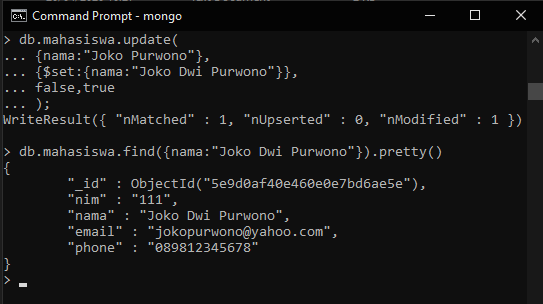 Command Prompt - mongo
> db.mahasiswa.update(
... {nama:"Joko Purwono"},
... {$set:{nama:"Joko Dwi Purwono"}},
... false,true
... );
WriteResult({ "nMatched" : 1, "nUpserted" : 0, "nModified" : 1 })
> db.mahasiswa.find({nama:"Joko Dwi Purwono"}).pretty()
{
        "_id" : ObjectId("5e9d0af40e460e0e7bd6ae5e"),
        "nim" : "111",
        "nama" : "Joko Dwi Purwono",
        "email" : "jokopurwono@yahoo.com",
        "phone" : "089812345678"
}
>